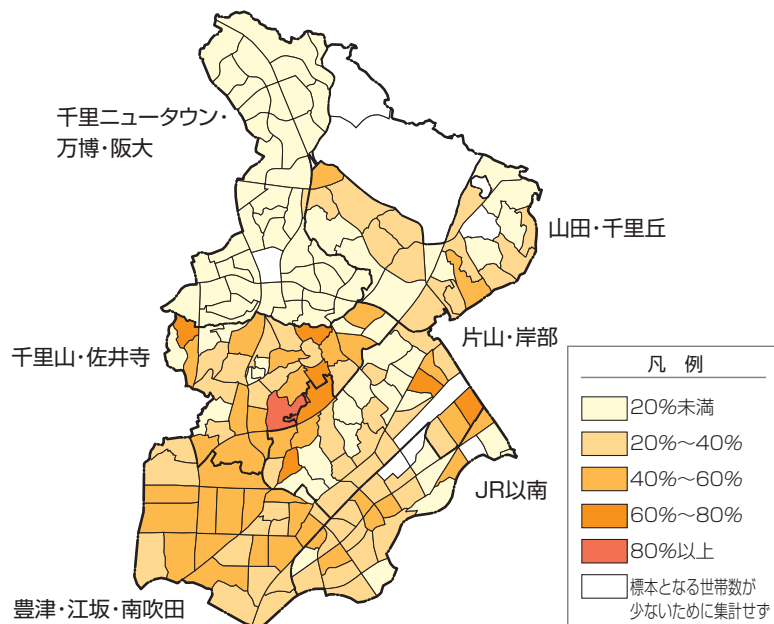 千里ニュータウン・
万博・阪大
山田・千里丘
千里山・佐井寺
片山・岸部
JR以南
豊津・江坂・南吹田
凡 例
20%未満
20%～40%
40%～60%
60%～80%
80%以上
標本となる世帯数が
少ないために集計せず